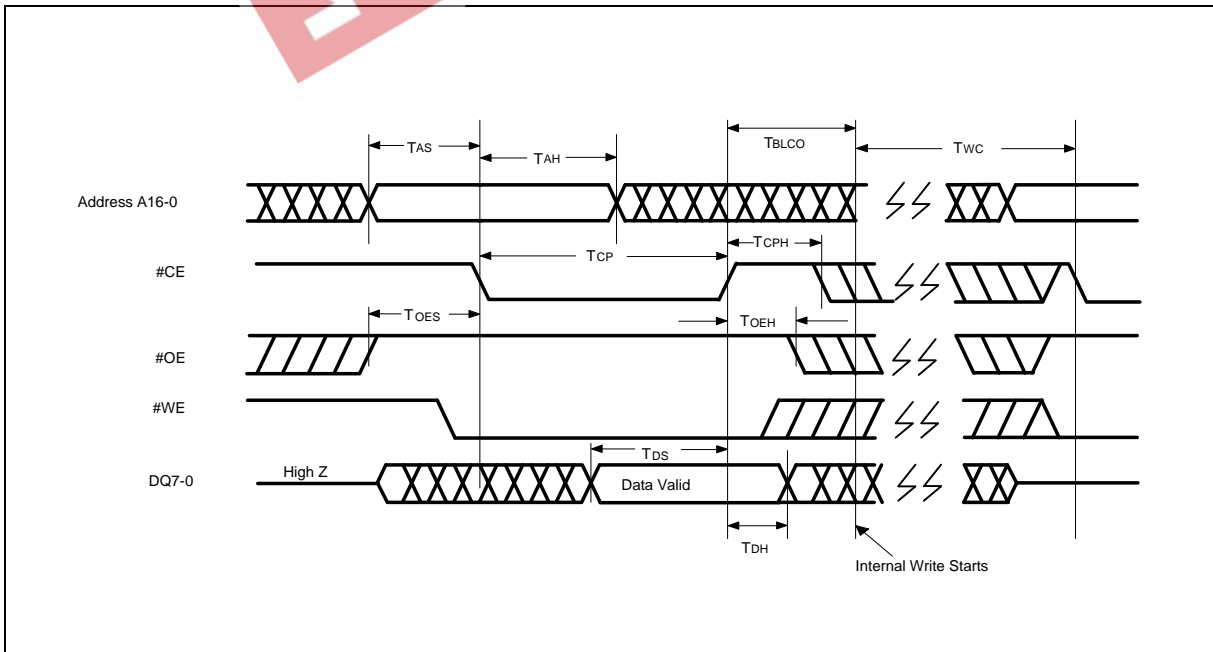 TAS
TAH
TBLCO
TWC
Address A16-0
TCPH
TCP
#CE
TOES
TOEH
#OE
#WE
TDS
DQ7-0
High Z
Data Valid
TDH
Internal Write Starts